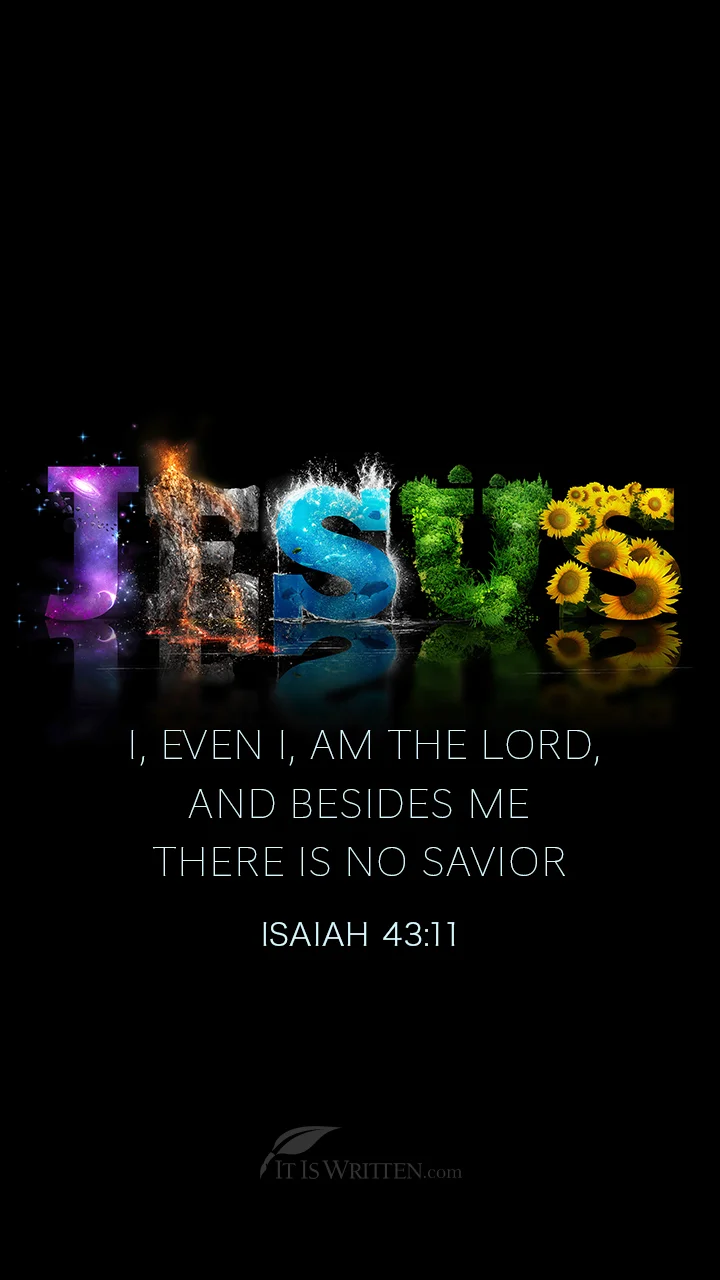 JESUS
I, EVEN I, AM THE LORD,
AND BESIDES ME
THERE IS NO SAVIOR
ISAIAH 43:11
IT IS WRITTEN.com